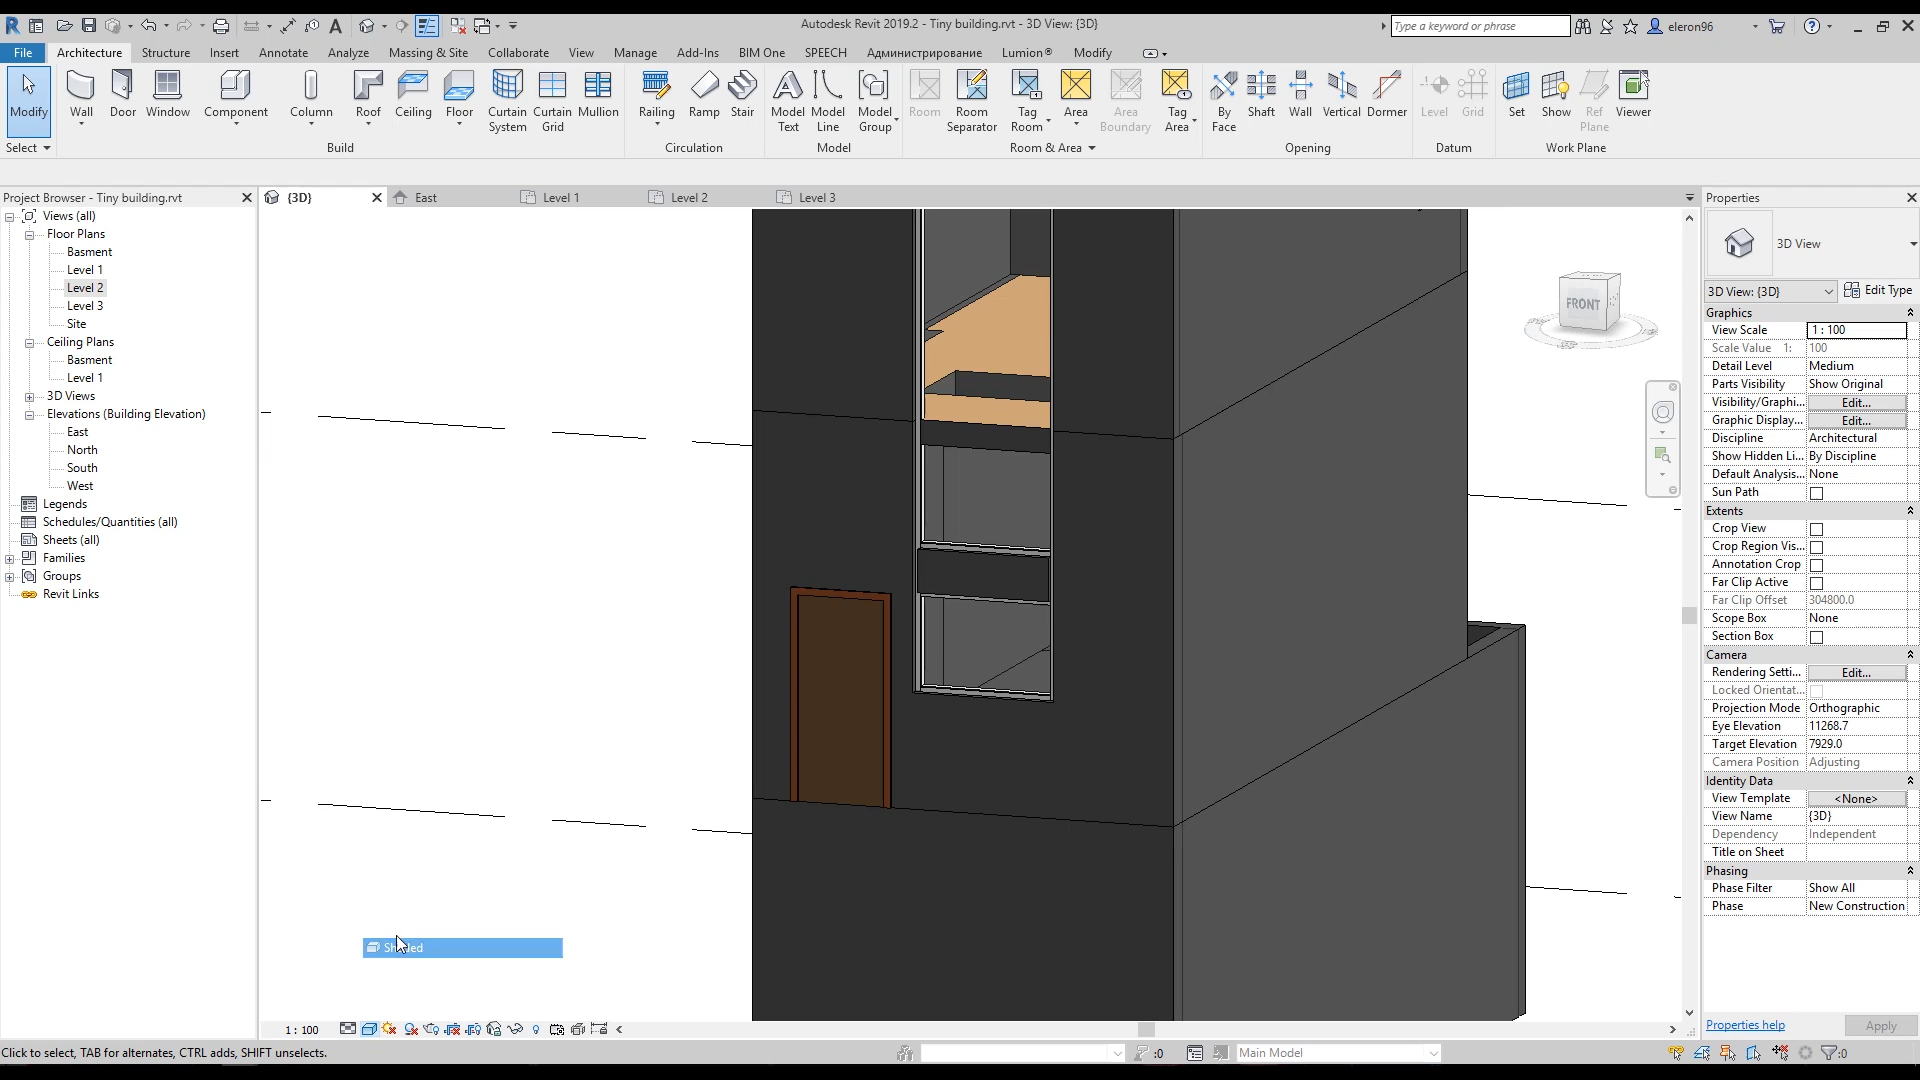 Autodesk Revit 2019.2 - Tiny building.rvt - 3D View: {3D}
Type a keyword or phrase
eleron96
File Architecture Structure Insert Annotate Analyze Massing & Site Collaborate View Manage Add-Ins BIM One SPEECH Администрирование Lumion® Modify
Modify
Wall
Door
Window
Component
Column
Roof
Ceiling
Floor
Curtain System
Curtain Grid
Mullion
Railing
Ramp
Stair
Model Text
Model Line
Model Group
Room
Room Separator
Tag Room
Area
Area Boundary
Tag Area
By Face
Shaft
Wall
Vertical
Dormer
Level
Grid
Set
Show
Ref Plane
Viewer
Select Build Circulation Model Room & Area Opening Datum Work Plane
Project Browser - Tiny building.rvt
Views (all)
Floor Plans
Basment
Level 1
Level 2
Level 3
Site
Ceiling Plans
Basment
Level 1
3D Views
Elevations (Building Elevation)
East
North
South
West
Legends
Schedules/Quantities (all)
Sheets (all)
Families
Groups
Revit Links
{3D} East Level 1 Level 2 Level 3
FRONT
1 : 100
Properties
3D View
3D View: {3D} Edit Type
Graphics
View Scale 1 : 100
Scale Value 1: 100
Detail Level Medium
Parts Visibility Show Original
Visibility/Graphi... Edit...
Graphic Display... Edit...
Discipline Architectural
Show Hidden Li... By Discipline
Default Analysis... None
Sun Path
Extents
Crop View
Crop Region Vis...
Annotation Crop
Far Clip Active
Far Clip Offset 304800.0
Scope Box None
Section Box
Camera
Rendering Setti... Edit...
Locked Orientat...
Projection Mode Orthographic
Eye Elevation 11268.7
Target Elevation 7929.0
Camera Position Adjusting
Identity Data
View Template <None>
View Name {3D}
Dependency Independent
Title on Sheet
Phasing
Phase Filter Show All
Phase New Construction
Properties help Apply
Click to select, TAB for alternates, CTRL adds, SHIFT unselects.
:0
Main Model
:0